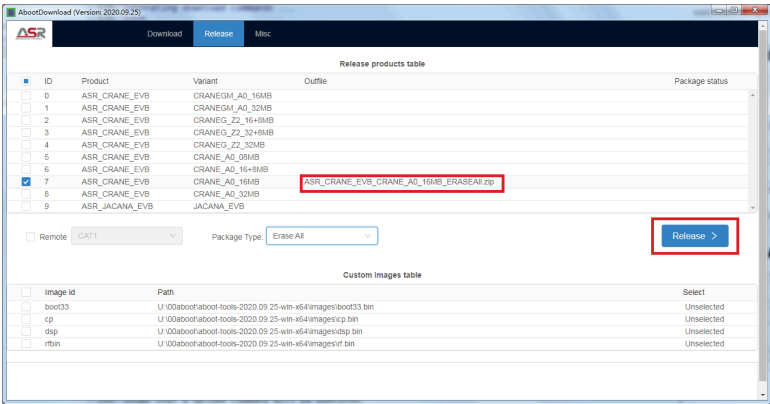 AbootDownload (Version: 2020.09.25)
ASR Download Release Misc
Release products table
ID Product Variant Outfile Package status
0 ASR_CRANE_EVB CRANEGM_A0_16MB
1 ASR_CRANE_EVB CRANEGM_A0_32MB
2 ASR_CRANE_EVB CRANEG_Z2_16+8MB
3 ASR_CRANE_EVB CRANEG_Z2_32+8MB
4 ASR_CRANE_EVB CRANEG_Z2_32MB
5 ASR_CRANE_EVB CRANE_A0_08MB
6 ASR_CRANE_EVB CRANE_A0_16+8MB
7 ASR_CRANE_EVB CRANE_A0_16MB ASR_CRANE_EVB_CRANE_A0_16MB_ERASEAll.zip
8 ASR_CRANE_EVB CRANE_A0_32MB
9 ASR_JACANA_EVB JACANA_EVB
Remote CAT1 Package Type: Erase All Release >
Custom Images table
Image id Path Select
boot33 U:\00aboot\aboot-tools-2020.09.25-win-x64\images\boot33.bin Unselected
cp U:\00aboot\aboot-tools-2020.09.25-win-x64\images\cp.bin Unselected
dsp U:\00aboot\aboot-tools-2020.09.25-win-x64\images\dsp.bin Unselected
rfbin U:\00aboot\aboot-tools-2020.09.25-win-x64\images\rf.bin Unselected